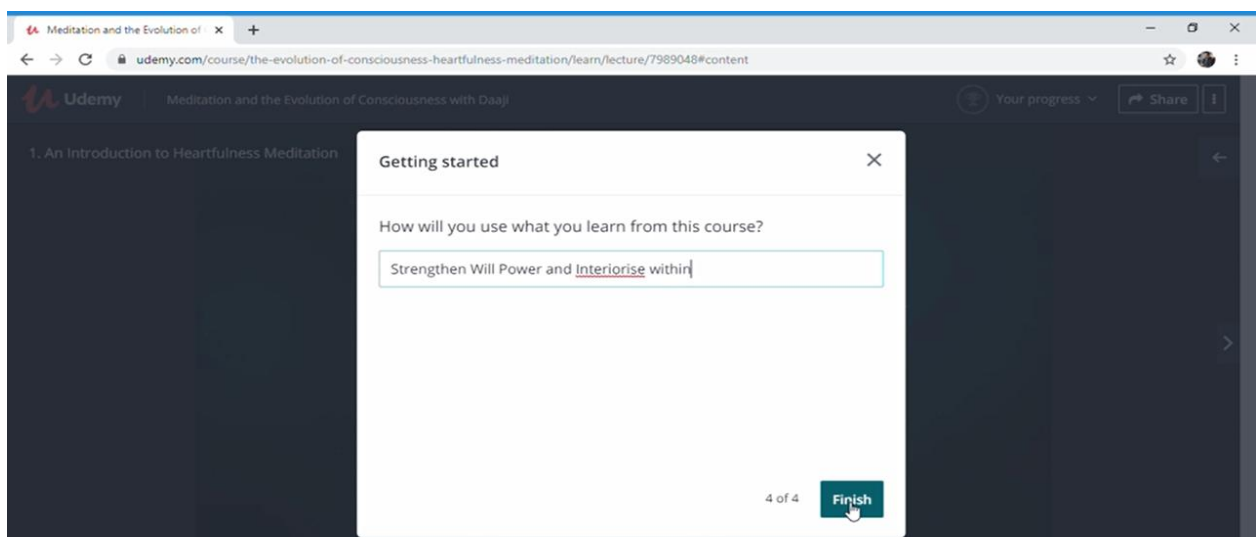 Meditation and the Evolution of
udemy.com/course/the-evolution-of-consciousness-heartfulness-meditation/learn/lecture/7989048#content
Udemy Meditation and the Evolution of Consciousness with Daaji Your progress Share
1. An Introduction to Heartfulness Meditation
Getting started
How will you use what you learn from this course?
Strengthen Will Power and Interiorise within
4 of 4 Finish